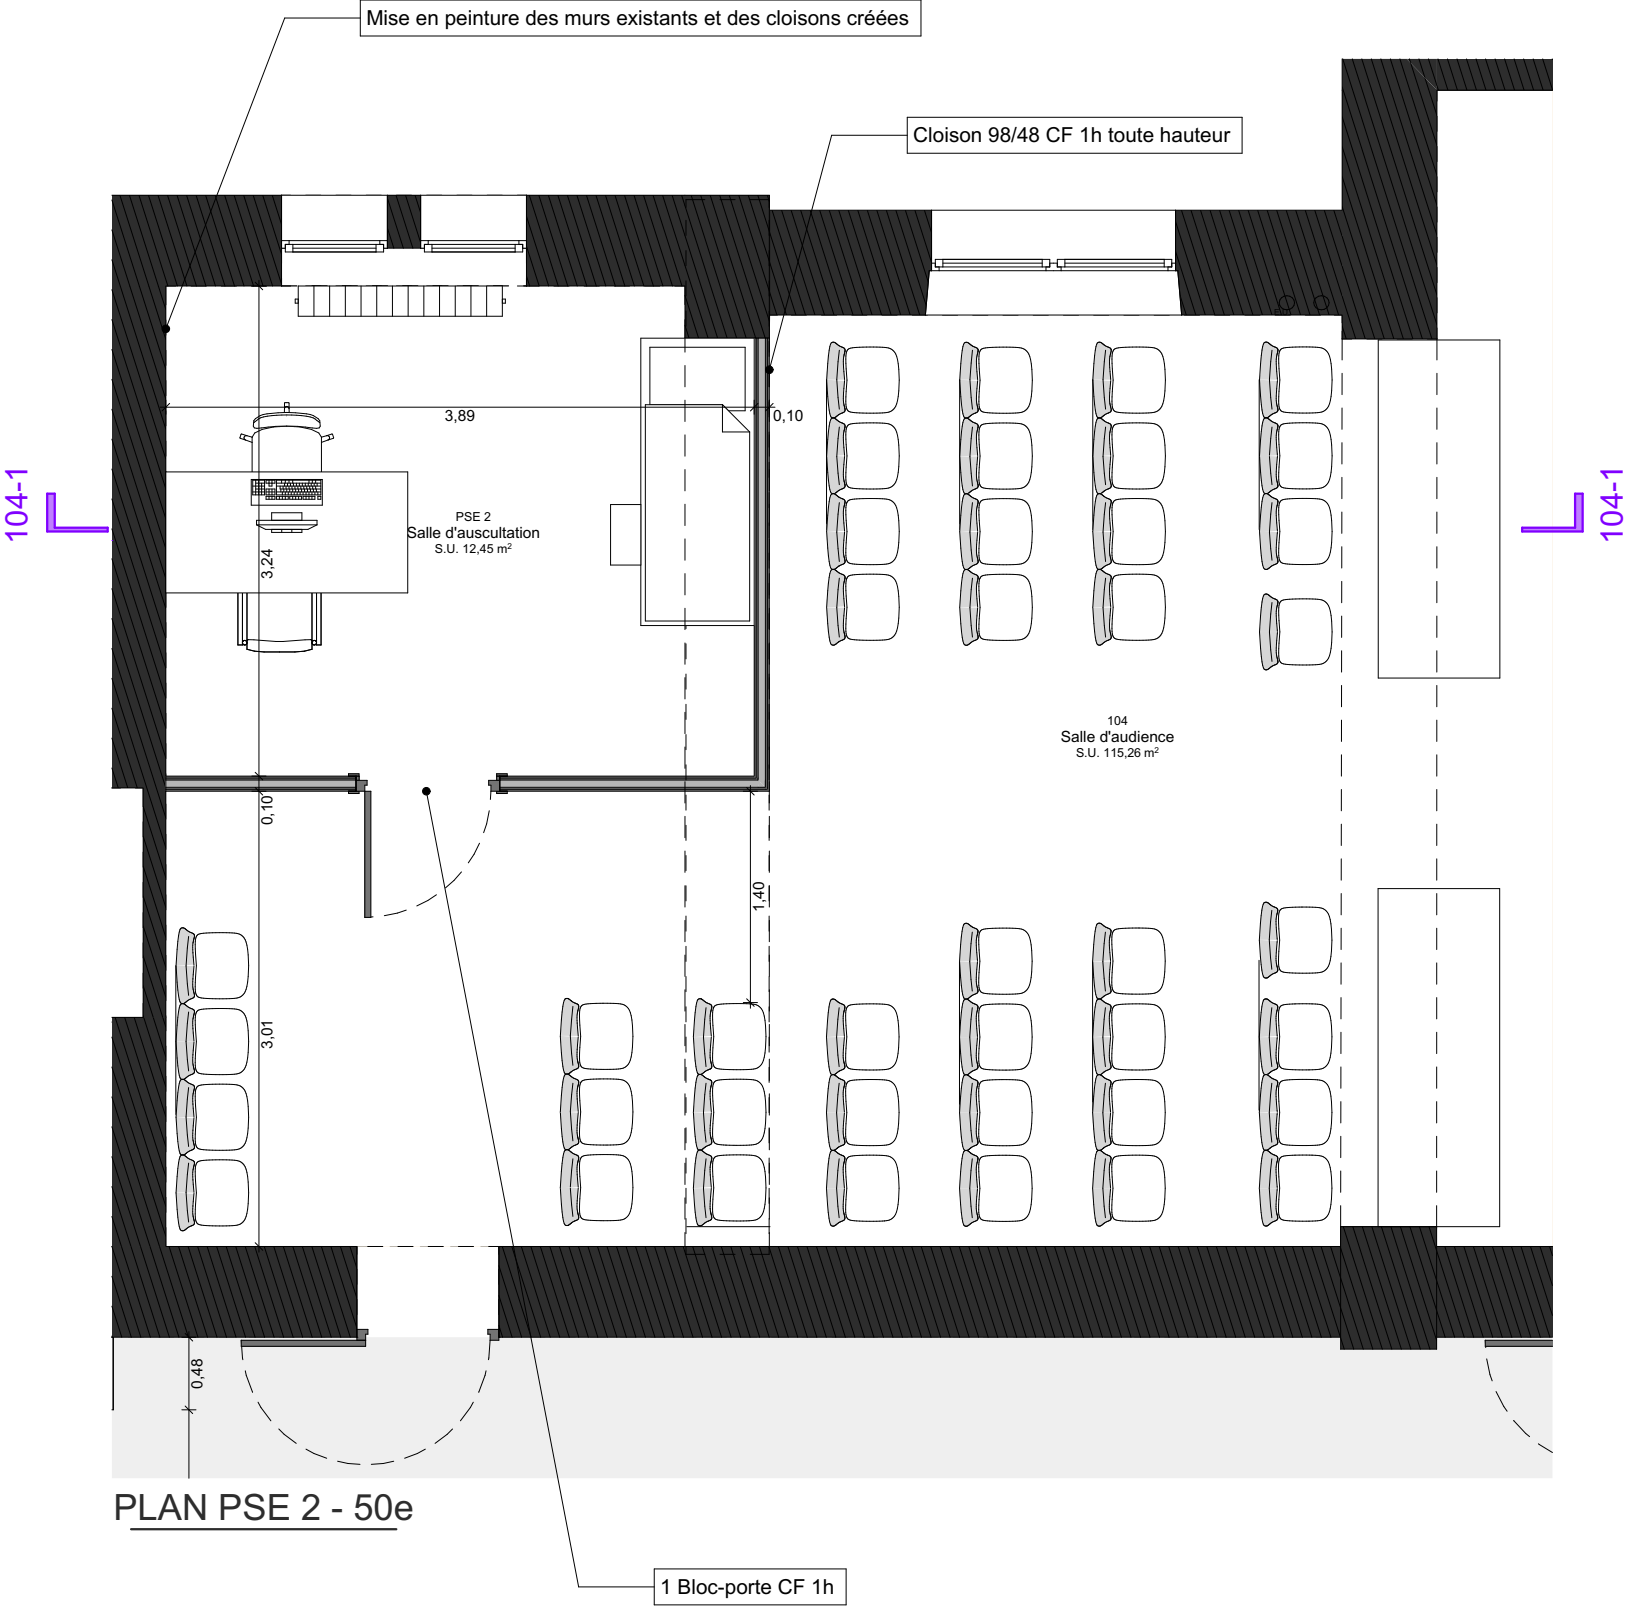 Mise en peinture des murs existants et des cloisons créées
Cloison 98/48 CF 1h toute hauteur
3,89
0,10
104-1
104-1
PSE 2
Salle d'auscultation
S.U. 12,45 m²
3,24
104
Salle d'audience
S.U. 115,26 m²
0,10
1,40
3,01
0,48
PLAN PSE 2 - 50e
1 Bloc-porte CF 1h